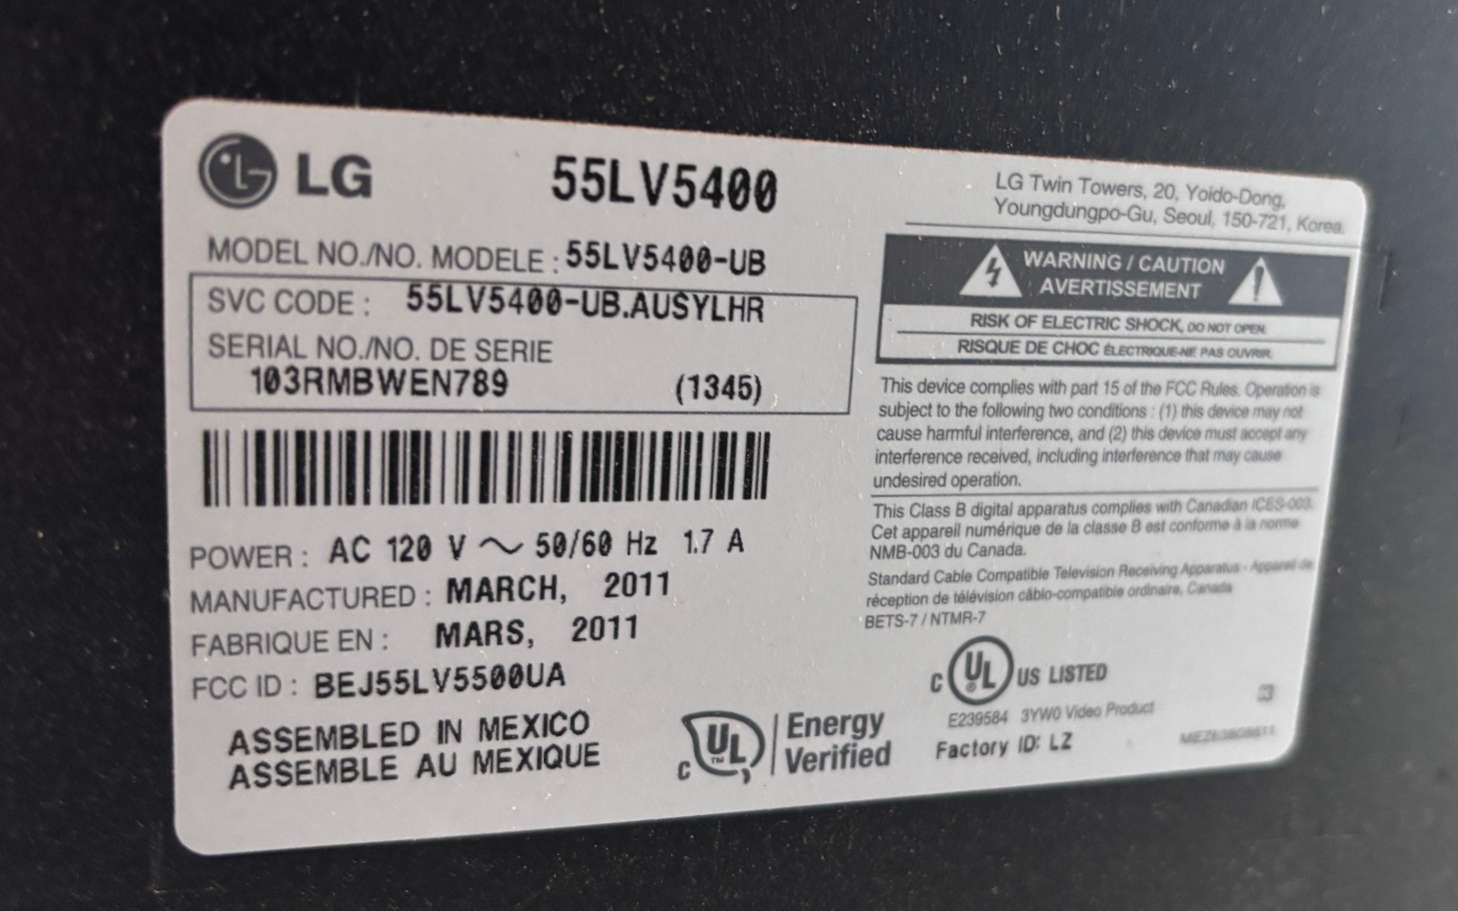 LG
55LV5400
MODEL NO./NO. MODELE : 55LV5400-UB
SVC CODE : 55LV5400-UB.AUSYLHR
SERIAL NO./NO. DE SERIE
103RMBWEN789 (1345)
POWER : AC 120 V ~ 50/60 Hz 1.7 A
MANUFACTURED : MARCH, 2011
FABRIQUE EN : MARS, 2011
FCC ID : BEJ55LV5500UA
ASSEMBLED IN MEXICO
ASSEMBLE AU MEXIQUE
C UL TM
Energy
Verified
LG Twin Towers, 20, Yoido-Dong,
Youngdungpo-Gu, Seoul, 150-721, Korea.
WARNING / CAUTION
AVERTISSEMENT
RISK OF ELECTRIC SHOCK, DO NOT OPEN.
RISQUE DE CHOC ÉLECTRIQUE-NE PAS OUVRIR.
This device complies with part 15 of the FCC Rules. Operation is
subject to the following two conditions : (1) this device may not
cause harmful interference, and (2) this device must accept any
interference received, including interference that may cause
undesired operation.
This Class B digital apparatus complies with Canadian ICES-003.
Cet appareil numérique de la classe B est conforme à la norme
NMB-003 du Canada.
Standard Cable Compatible Television Receiving Apparatus - Appareil de
réception de télévision câblo-compatible ordinaire, Canada
BETS-7 / NTMR-7
C UL ® US LISTED
E239584 3YW0 Video Product
Factory ID: LZ